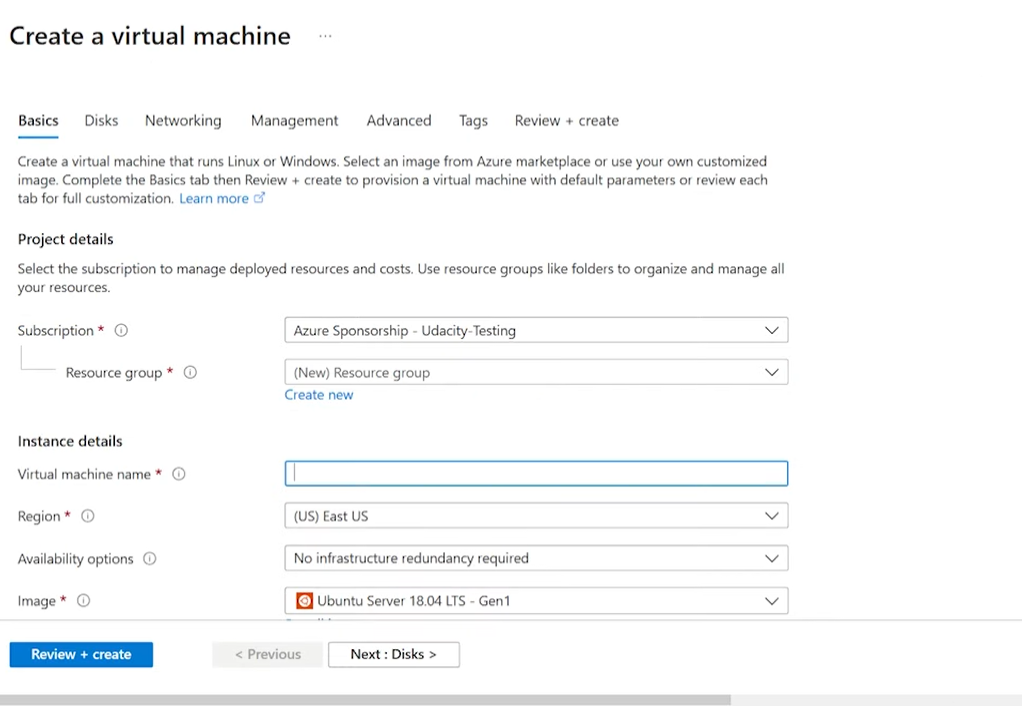 Create a virtual machine ...
Basics Disks Networking Management Advanced Tags Review + create
Create a virtual machine that runs Linux or Windows. Select an image from Azure marketplace or use your own customized
image. Complete the Basics tab then Review + create to provision a virtual machine with default parameters or review each
tab for full customization. Learn more
Project details
Select the subscription to manage deployed resources and costs. Use resource groups like folders to organize and manage all
your resources.
Subscription * Azure Sponsorship - Udacity-Testing
Resource group * (New) Resource group
Create new
Instance details
Virtual machine name *
Region * (US) East US
Availability options No infrastructure redundancy required
Image * Ubuntu Server 18.04 LTS - Gen1
Review + create < Previous Next : Disks >